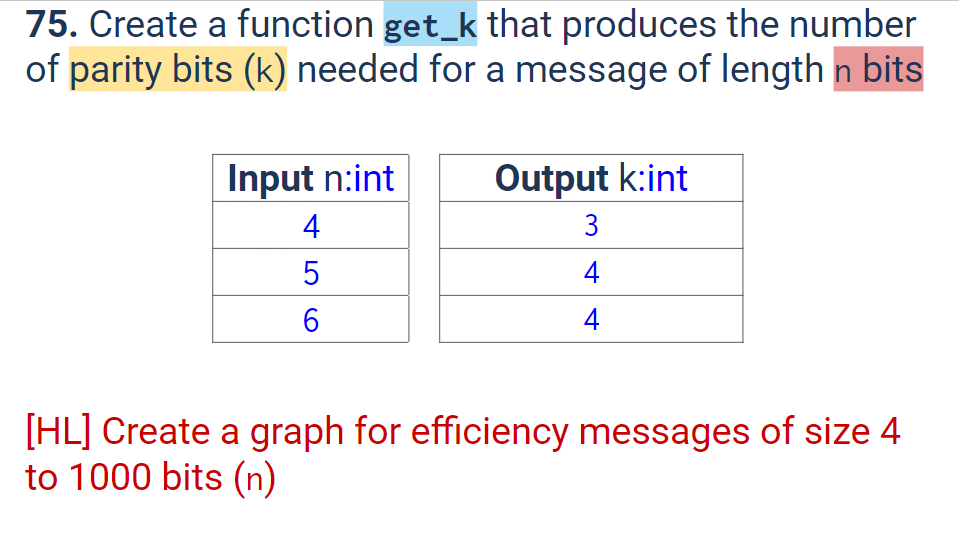 75. Create a function get_k that produces the number
of parity bits (k) needed for a message of length n bits
Input n:int Output k:int
4 3
5 4
6 4
[HL] Create a graph for efficiency messages of size 4
to 1000 bits (n)